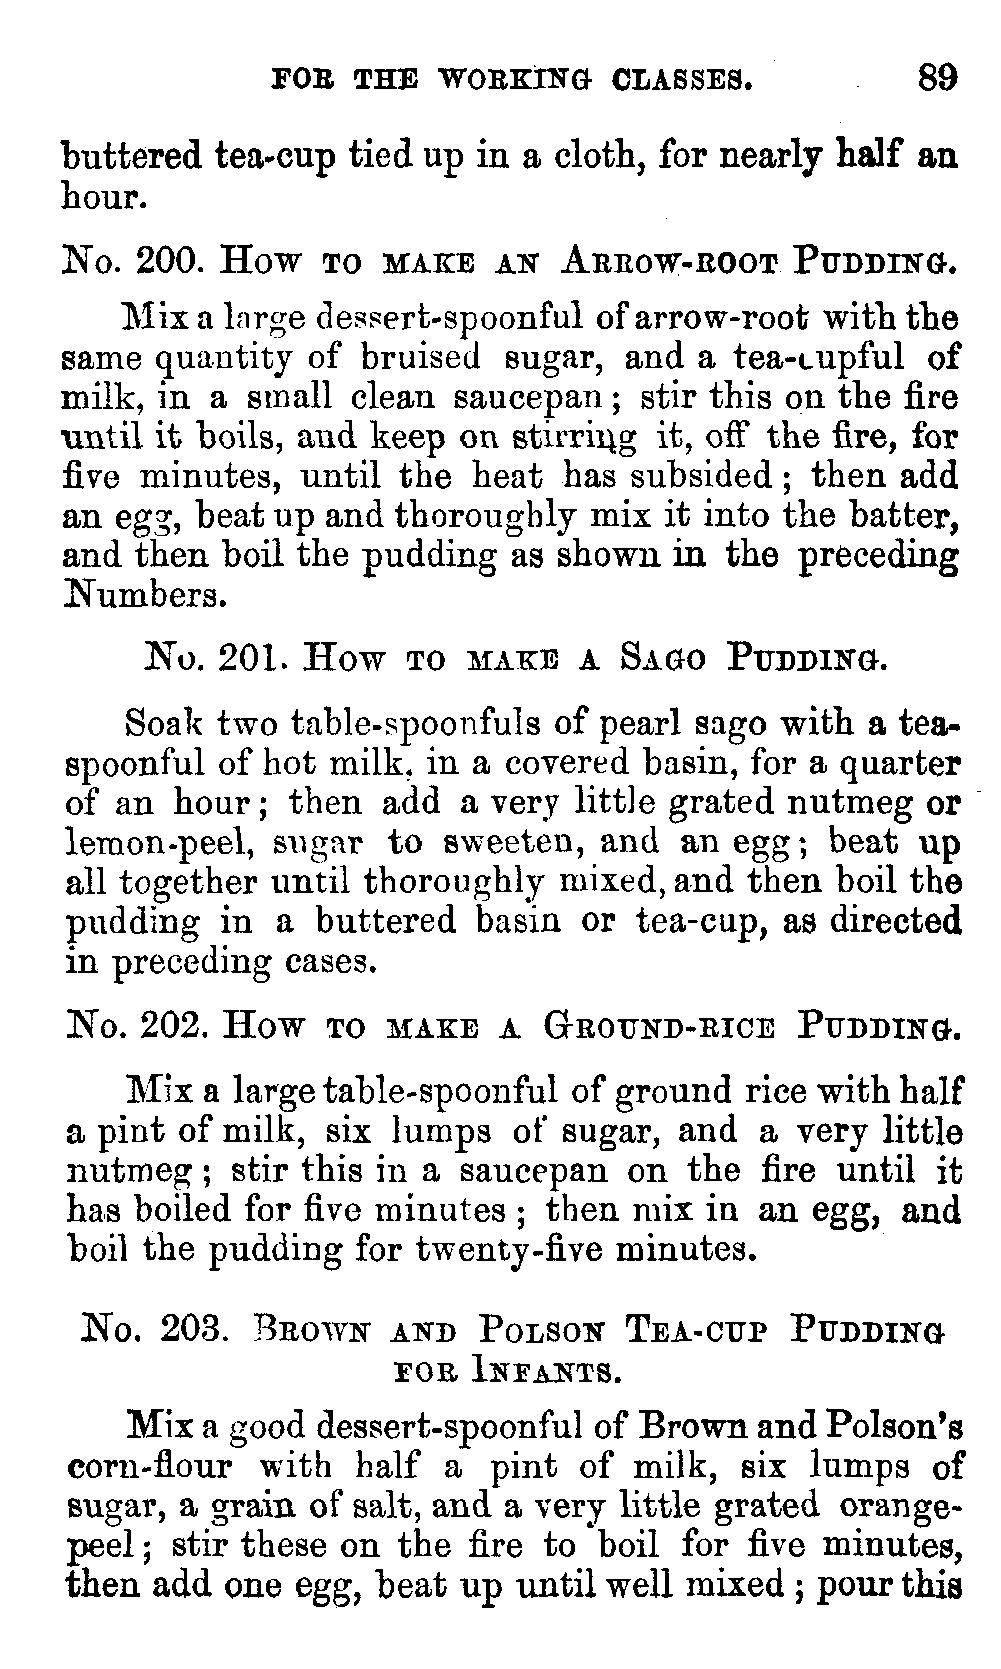 FOR THE WORKING CLASSES. 89
buttered tea-cup tied up in a cloth, for nearly half an
hour.
No. 200. How to make an Arrow-root Pudding.
Mix a large dessert-spoonful of arrow-root with the
same quantity of bruised sugar, and a tea-cupful of
milk, in a small clean saucepan; stir this on the fire
until it boils, and keep on stirring it, off the fire, for
five minutes, until the heat has subsided; then add
an egg, beat up and thoroughly mix it into the batter,
and then boil the pudding as shown in the preceding
Numbers.
No. 201. How to make a Sago Pudding.
Soak two table-spoonfuls of pearl sago with a tea-
spoonful of hot milk, in a covered basin, for a quarter
of an hour; then add a very little grated nutmeg or
lemon-peel, sugar to sweeten, and an egg; beat up
all together until thoroughly mixed, and then boil the
pudding in a buttered basin or tea-cup, as directed
in preceding cases.
No. 202. How to make a Ground-rice Pudding.
Mix a large table-spoonful of ground rice with half
a pint of milk, six lumps of sugar, and a very little
nutmeg; stir this in a saucepan on the fire until it
has boiled for five minutes; then mix in an egg, and
boil the pudding for twenty-five minutes.
No. 203. Brown and Polson Tea-cup Pudding
for Infants.
Mix a good dessert-spoonful of Brown and Polson's
corn-flour with half a pint of milk, six lumps of
sugar, a grain of salt, and a very little grated orange-
peel; stir these on the fire to boil for five minutes,
then add one egg, beat up until well mixed; pour this